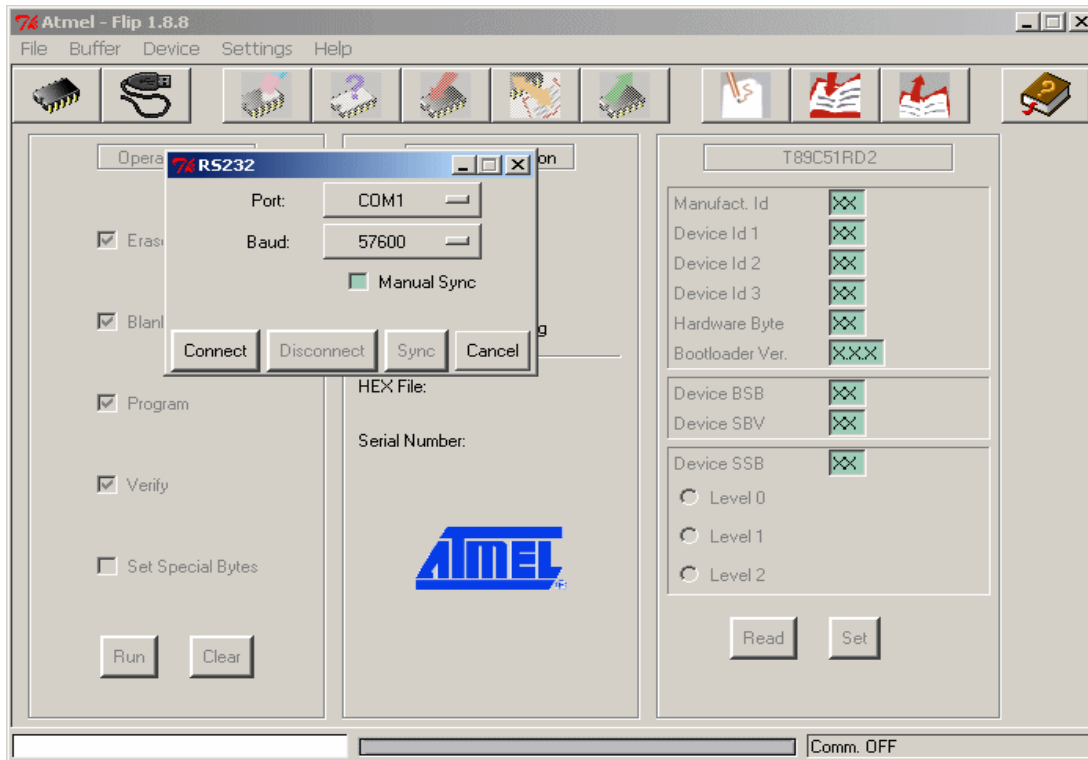 Atmel - Flip 1.8.8
File Buffer Device Settings Help
Opera
on
T89C51RD2
RS232
Port: COM1
Baud: 57600
Manual Sync
Connect Disconnect Sync Cancel
Eras
Blan
Program
Verify
Set Special Bytes
Run Clear
g
HEX File:
Serial Number:
ATMEL
Manufact. Id XX
Device Id 1 XX
Device Id 2 XX
Device Id 3 XX
Hardware Byte XX
Bootloader Ver. X.X.X
Device BSB XX
Device SBV XX
Device SSB XX
Level 0
Level 1
Level 2
Read Set
Comm. OFF